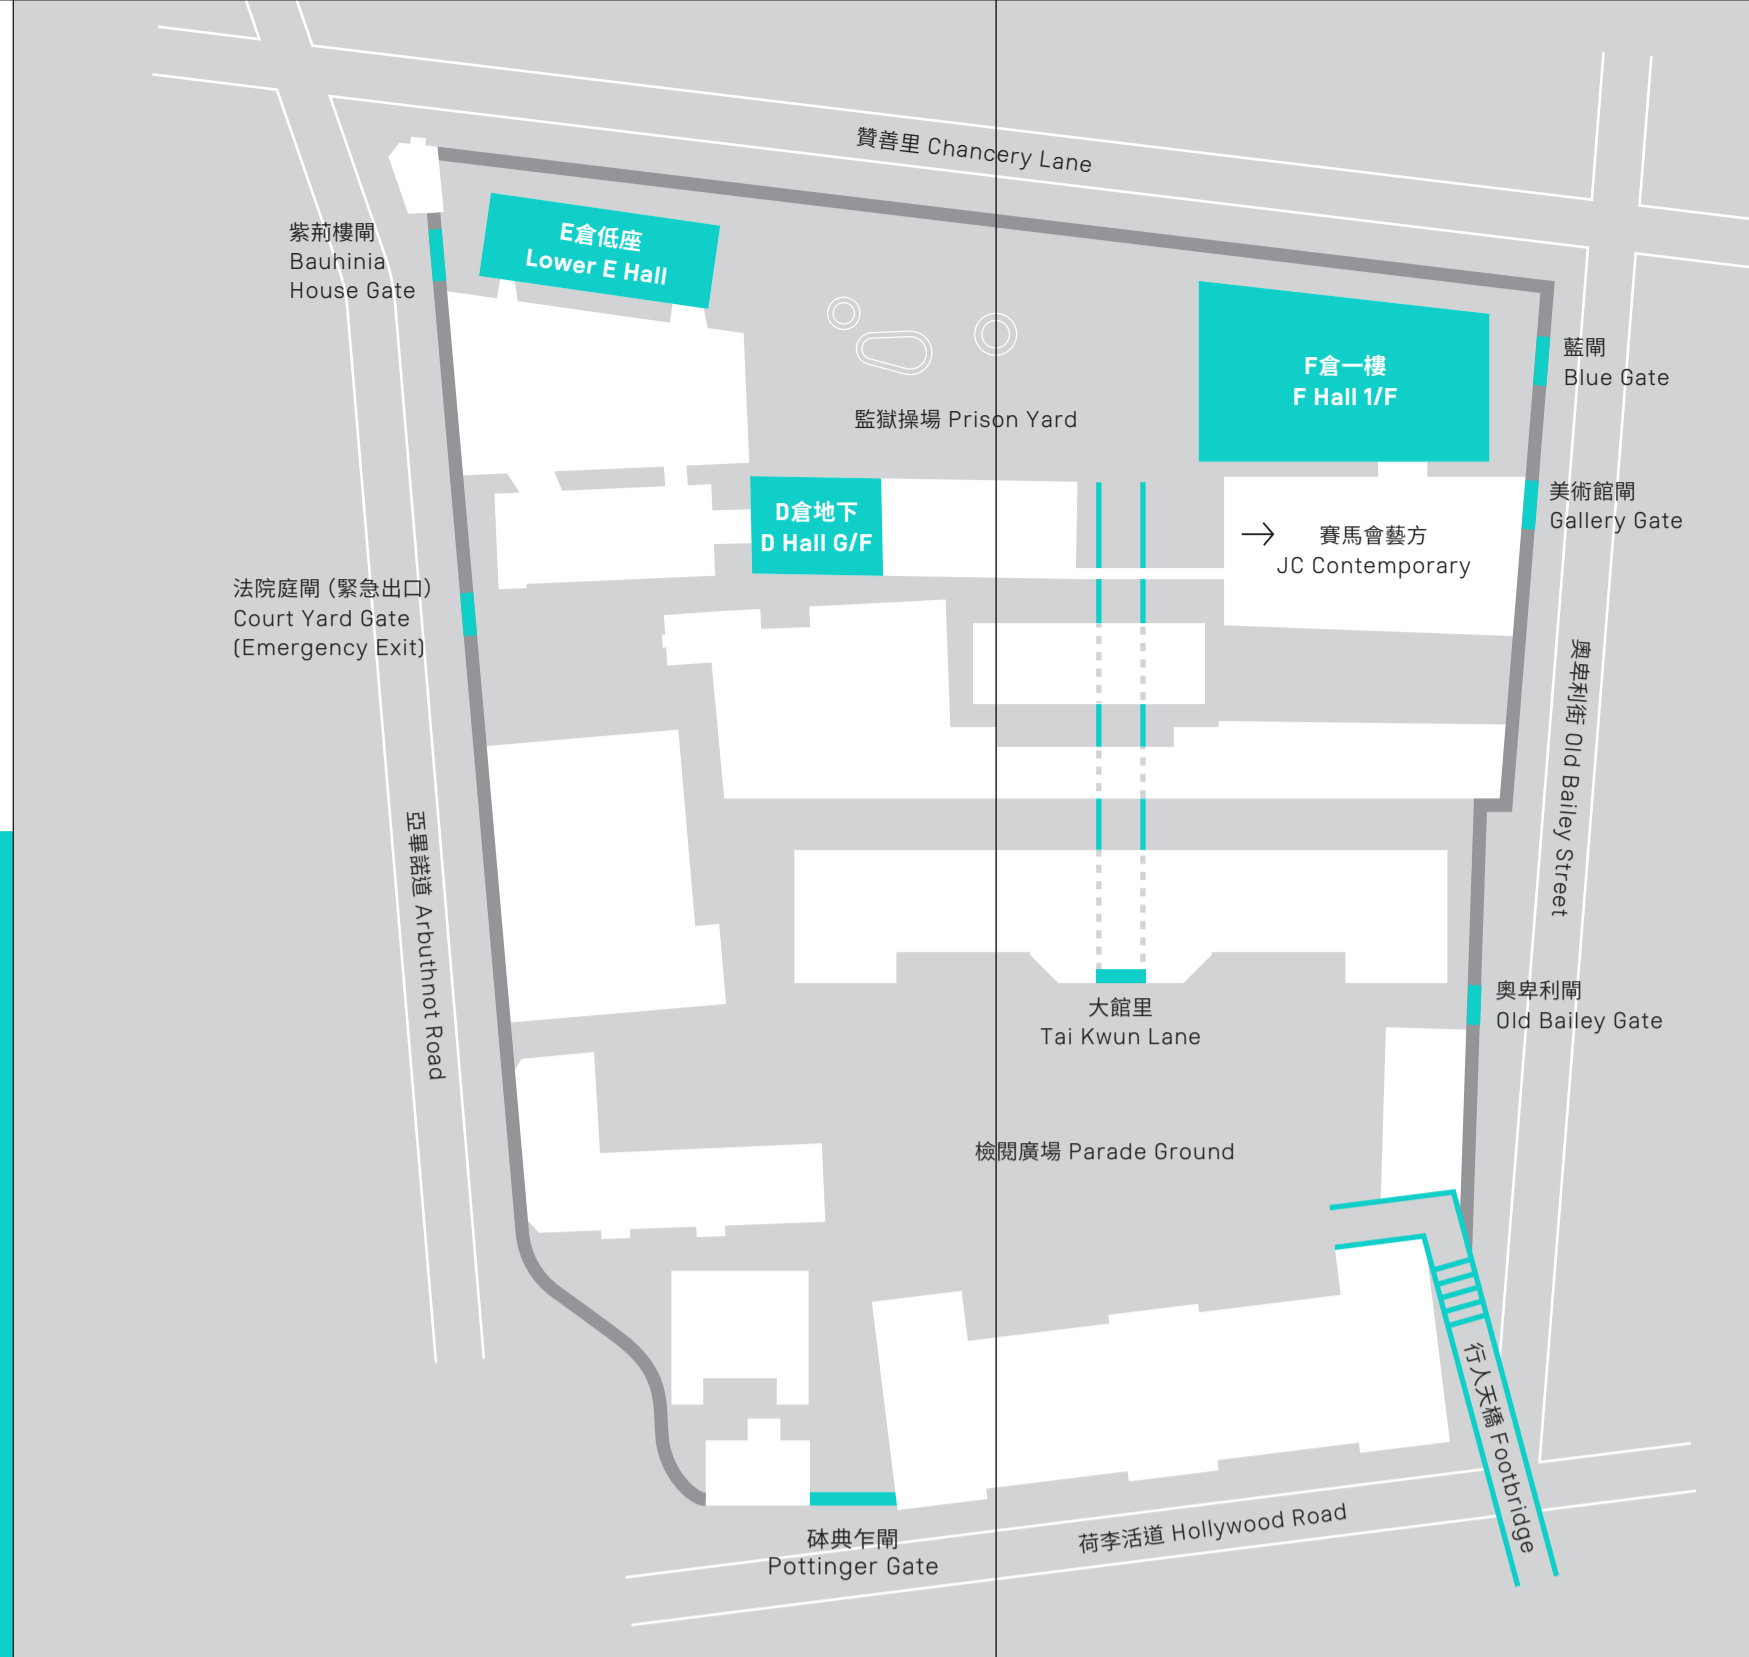 贊善里 Chancery Lane
紫荊樓閘
Bauhinia
House Gate
E倉低座
Lower E Hall
F倉一樓
F Hall 1/F
藍閘
Blue Gate
監獄操場 Prison Yard
D倉地下
D Hall G/F
賽馬會藝方
JC Contemporary
美術館閘
Gallery Gate
法院庭閘 (緊急出口)
Court Yard Gate
(Emergency Exit)
奧卑利街 Old Bailey Street
亞畢諾道 Arbuthnot Road
大館里
Tai Kwun Lane
奧卑利閘
Old Bailey Gate
檢閱廣場 Parade Ground
行人天橋 Footbridge
砵典乍閘
Pottinger Gate
荷李活道 Hollywood Road